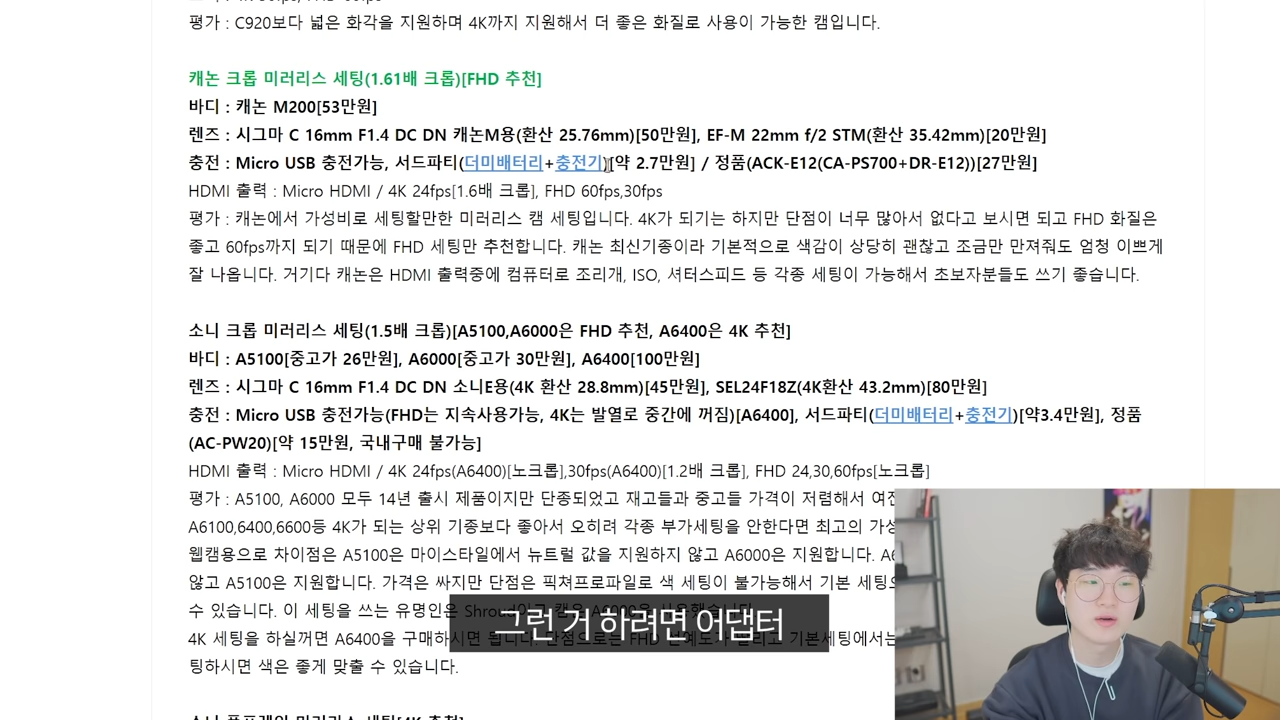 평가 : C920보다 넓은 화각을 지원하며 4K까지 지원해서 더 좋은 화질로 사용이 가능한 캠입니다.
캐논 크롭 미러리스 세팅(1.61배 크롭)[FHD 추천]
바디 : 캐논 M200[53만원]
렌즈 : 시그마 C 16mm F1.4 DC DN 캐논M용(환산 25.76mm)[50만원], EF-M 22mm f/2 STM(환산 35.42mm)[20만원]
충전 : Micro USB 충전가능, 서드파티(더미배터리+충전기)[약 2.7만원] / 정품(ACK-E12(CA-PS700+DR-E12))[27만원]
HDMI 출력 : Micro HDMI / 4K 24fps[1.6배 크롭], FHD 60fps,30fps
평가 : 캐논에서 가성비로 세팅할만한 미러리스 캠 세팅입니다. 4K가 되기는 하지만 단점이 너무 많아서 없다고 보시면 되고 FHD 화질은
좋고 60fps까지 되기 때문에 FHD 세팅만 추천합니다. 캐논 최신기종이라 기본적으로 색감이 상당히 괜찮고 조금만 만져줘도 엄청 이쁘게
잘 나옵니다. 거기다 캐논은 HDMI 출력중에 컴퓨터로 조리개, ISO, 셔터스피드 등 각종 세팅이 가능해서 초보자분들도 쓰기 좋습니다.
소니 크롭 미러리스 세팅(1.5배 크롭)[A5100,A6000은 FHD 추천, A6400은 4K 추천]
바디 : A5100[중고가 26만원], A6000[중고가 30만원], A6400[100만원]
렌즈 : 시그마 C 16mm F1.4 DC DN 소니E용(4K 환산 28.8mm)[45만원], SEL24F18Z(4K환산 43.2mm)[80만원]
충전 : Micro USB 충전가능(FHD는 지속사용가능, 4K는 발열로 중간에 꺼짐)[A6400], 서드파티(더미배터리+충전기)[약3.4만원], 정품
(AC-PW20)[약 15만원, 국내구매 불가능]
HDMI 출력 : Micro HDMI / 4K 24fps(A6400)[노크롭],30fps(A6400)[1.2배 크롭], FHD 24,30,60fps[노크롭]
평가 : A5100, A6000 모두 14년 출시 제품이지만 단종되었고 재고들과 중고들 가격이 저렴해서
A6100,6400,6600등 4K가 되는 상위 기종보다 좋아서 오히려 각종 부가세팅을 안한다면 최고의
웹캠용으로 차이점은 A5100은 마이스타일에서 뉴트럴 값을 지원하지 않고 A6000은 지원합니다.
않고 A5100은 지원합니다. 가격은 싸지만 단점은 픽쳐프로파일로 색 세팅이 불가능해서 기본
수 있습니다. 이 세팅을 쓰는 유명인은 Shroud
4K 세팅을 하실꺼면 A6400을 구매하시면 됩니다. 단점으로는 FHD 기본세팅에서는
팅하시면 색은 좋게 맞출 수 있습니다.
그런 거 하려면 어댑터